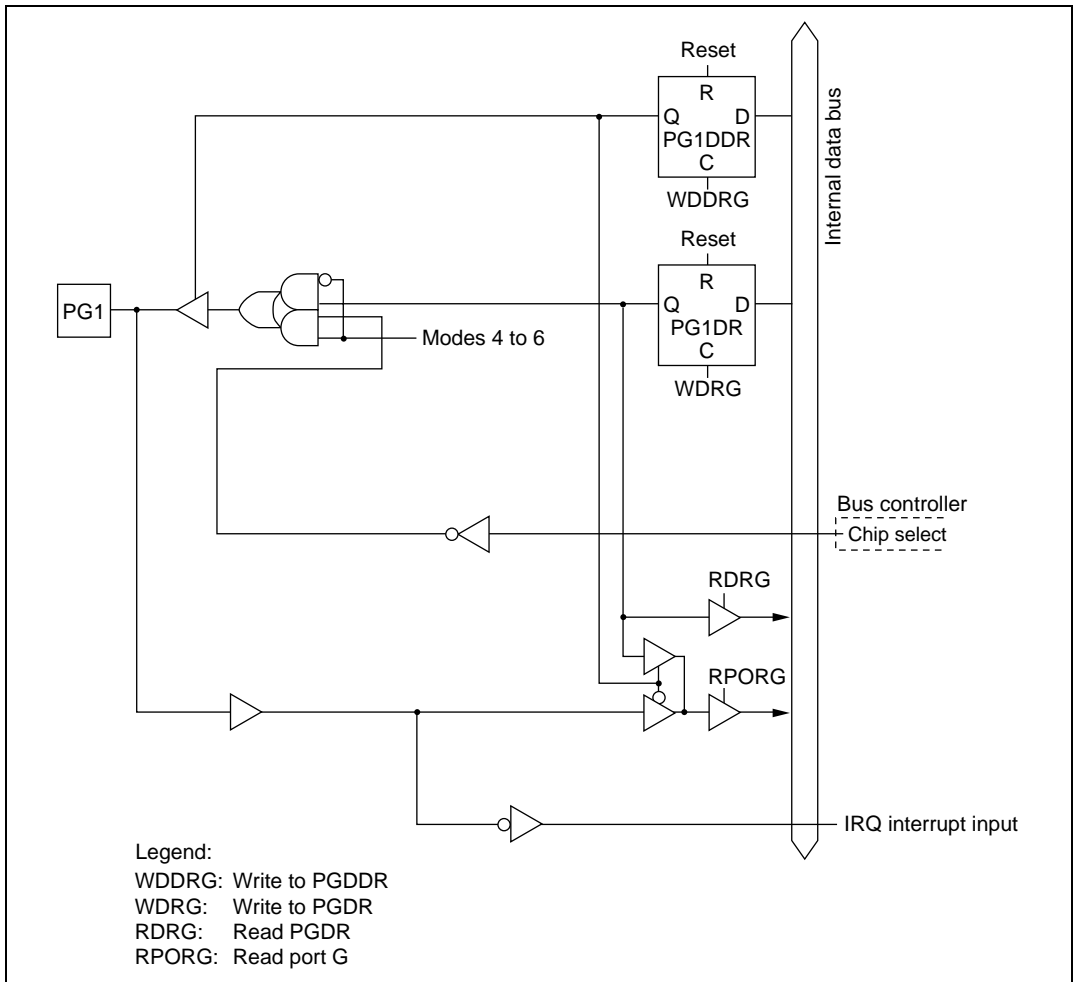 Reset
R
Q D
PG1DDR
C
WDDRG
Internal data bus
Reset
R
Q D
PG1DR
C
WDRG
PG1
Modes 4 to 6
Bus controller
Chip select
RDRG
RPORG
IRQ interrupt input
Legend:
WDDRG: Write to PGDDR
WDRG: Write to PGDR
RDRG: Read PGDR
RPORG: Read port G